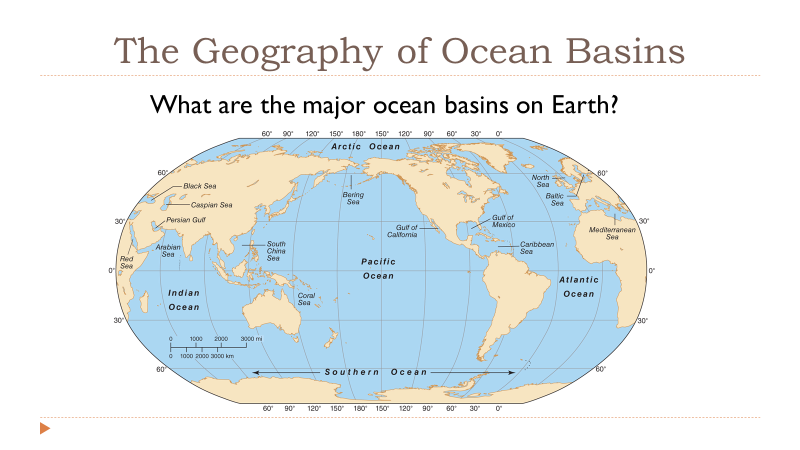 The Geography of Ocean Basins
What are the major ocean basins on Earth?
60° 90° 120° 150° 180° 150° 120° 90° 60° 30° 0°
Arctic Ocean
60°
60°
North
Sea
Baltic
Sea
Black Sea
Caspian Sea
Bering
Sea
30°
30°
Persian Gulf
Gulf of
California
Gulf of
Mexico
Mediterranean
Sea
Arabian
Sea
South
China
Sea
Caribbean
Sea
Red
Sea
0°
0°
Pacific
Ocean
Atlantic
Ocean
Indian
Ocean
Coral
Sea
30°
30°
0 1000 2000 3000 mi
0 1000 2000 3000 km
60°
60°
Southern Ocean
60° 90° 120° 150° 180° 150° 120° 90° 60° 30° 0°